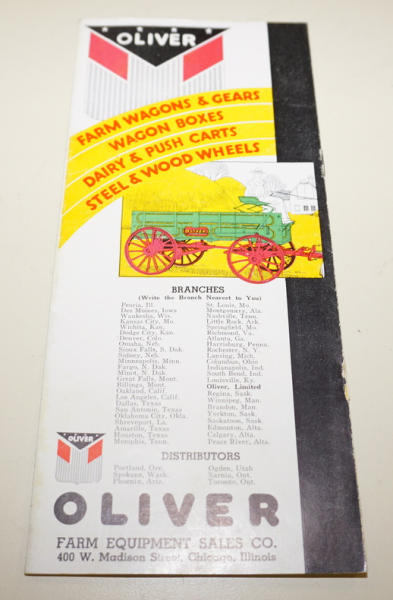 OLIVER
FARM WAGONS & GEARS
WAGON BOXES
DAIRY & PUSH CARTS
STEEL & WOOD WHEELS
OLIVER
BRANCHES
(Write the Branch Nearest to You)
Peoria, Ill.
Des Moines, Iowa
Waukesha, Wis.
Kansas City, Mo.
Wichita, Kan.
Dodge City, Kan.
Denver, Colo.
Omaha, Neb.
Sioux Falls, S. Dak.
Sidney, Neb.
Minneapolis, Minn.
Fargo, N. Dak.
Minot, N. Dak.
Great Falls, Mont.
Billings, Mont.
Oakland, Calif.
Los Angeles, Calif.
Dallas, Texas
San Antonio, Texas
Oklahoma City, Okla.
Shreveport, La.
Amarillo, Texas
Houston, Texas
Memphis, Tenn.
St. Louis, Mo.
Montgomery, Ala.
Nashville, Tenn.
Little Rock, Ark.
Springfield, Mo.
Richmond, Va.
Atlanta, Ga.
Harrisburg, Penna.
Rochester, N. Y.
Lansing, Mich.
Columbus, Ohio
Indianapolis, Ind.
South Bend, Ind.
Louisville, Ky.
Oliver, Limited
Regina, Sask.
Winnipeg, Man.
Brandon, Man.
Yorkton, Sask.
Saskatoon, Sask
Edmonton, Alta.
Calgary, Alta.
Peace River, Alta.
OLIVER
DISTRIBUTORS
Portland, Ore.
Spokane, Wash.
Phoenix, Ariz.
Ogden, Utah
Sarnia, Ont.
Toronto, Ont.
OLIVER
FARM EQUIPMENT SALES CO.
400 W. Madison Street, Chicago, Illinois